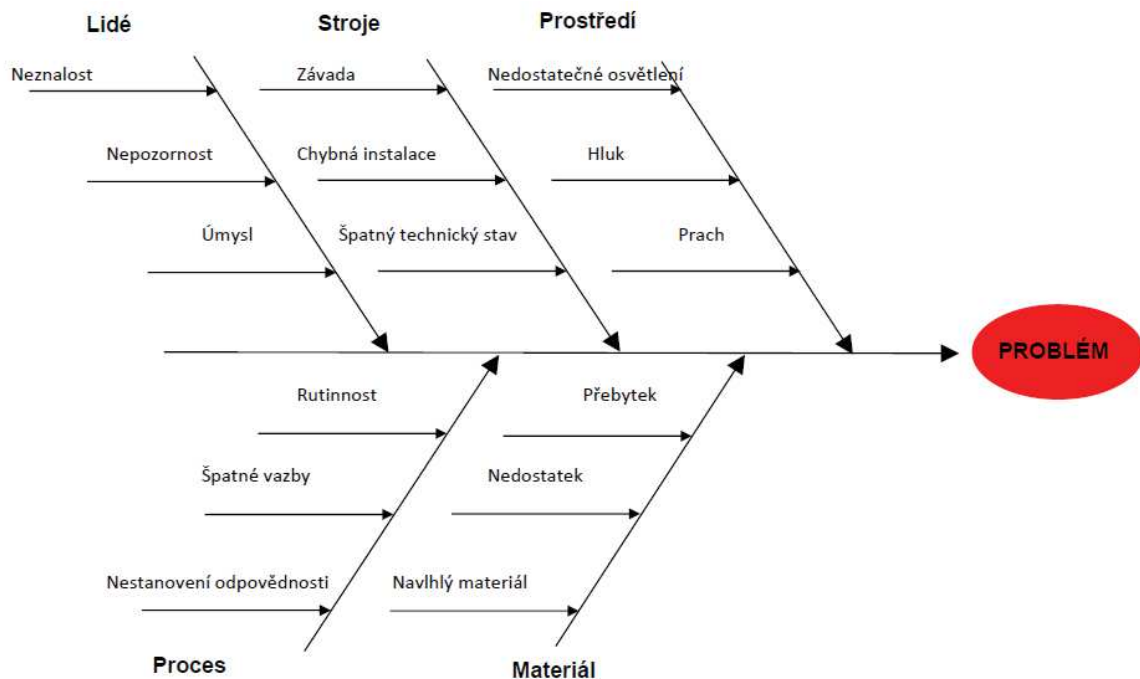 Lidé
Stroje
Prostředí
Neznalost
Závada
Nedostatečné osvětlení
Nepozornost
Chybná instalace
Hluk
Úmysl
Špatný technický stav
Prach
PROBLÉM
Rutinnost
Přebytek
Špatné vazby
Nedostatek
Nestanovení odpovědnosti
Navlhlý materiál
Proces
Materiál